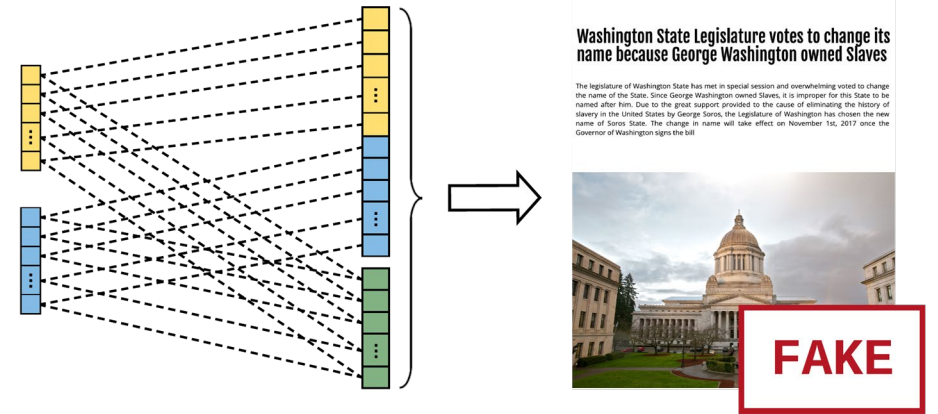 Washington State Legislature votes to change its
name because George Washington owned Slaves
The legislature of Washington State has met in special session and overwhelming voted to change
the name of the State. Since George Washington owned Slaves, it is improper for this State to be
named after him. Due to the great support provided to the cause of eliminating the history of
slavery in the United States by George Soros, the Legislature of Washington has chosen the new
name of Soros State. The change in name will take effect on November 1st, 2017 once the
Governor of Washington signs the bill
FAKE